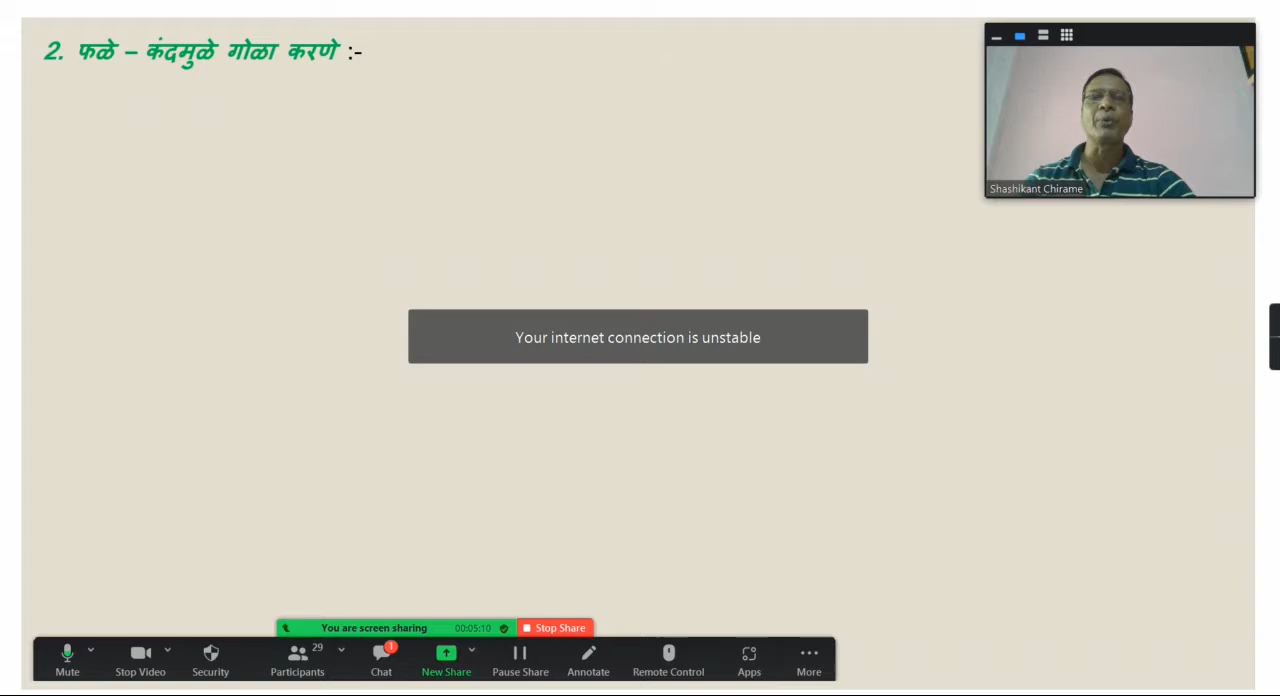 2. फळे – कंदमुळे गोळा करणे :-
Shashikant Chirame
Your internet connection is unstable
You are screen sharing 00:05:10 Stop Share
Mute Stop Video Security Participants 29 Chat 1 New Share Pause Share Annotate Remote Control Apps More